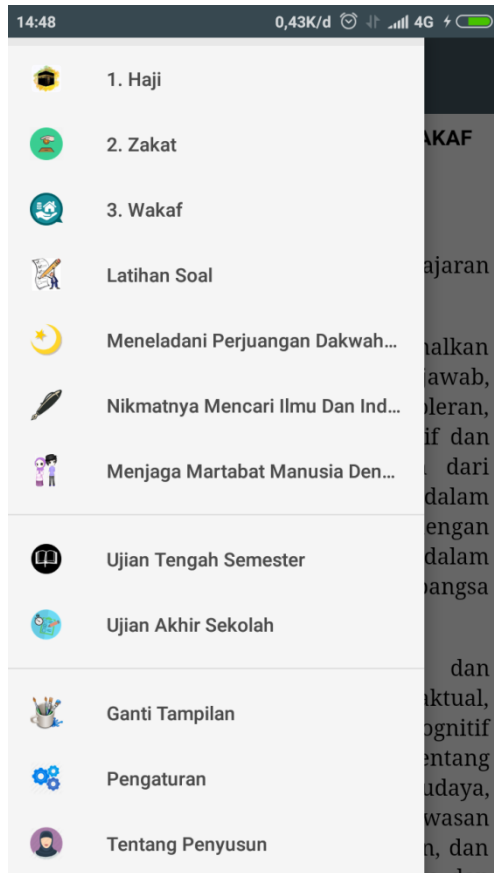 14:48 0,43K/d 4G
AKAF
1. Haji
2. Zakat
3. Wakaf
Latihan Soal
Meneladani Perjuangan Dakwah...
Nikmatnya Mencari Ilmu Dan Ind...
Menjaga Martabat Manusia Den...
Ujian Tengah Semester
Ujian Akhir Sekolah
Ganti Tampilan
Pengaturan
Tentang Penyusun
ajaran
nalkan
jawab,
oleran,
if dan
dari
dalam
engan
dalam
bangsa
dan
aktual,
ognitif
entang
udaya,
wasan
n, dan